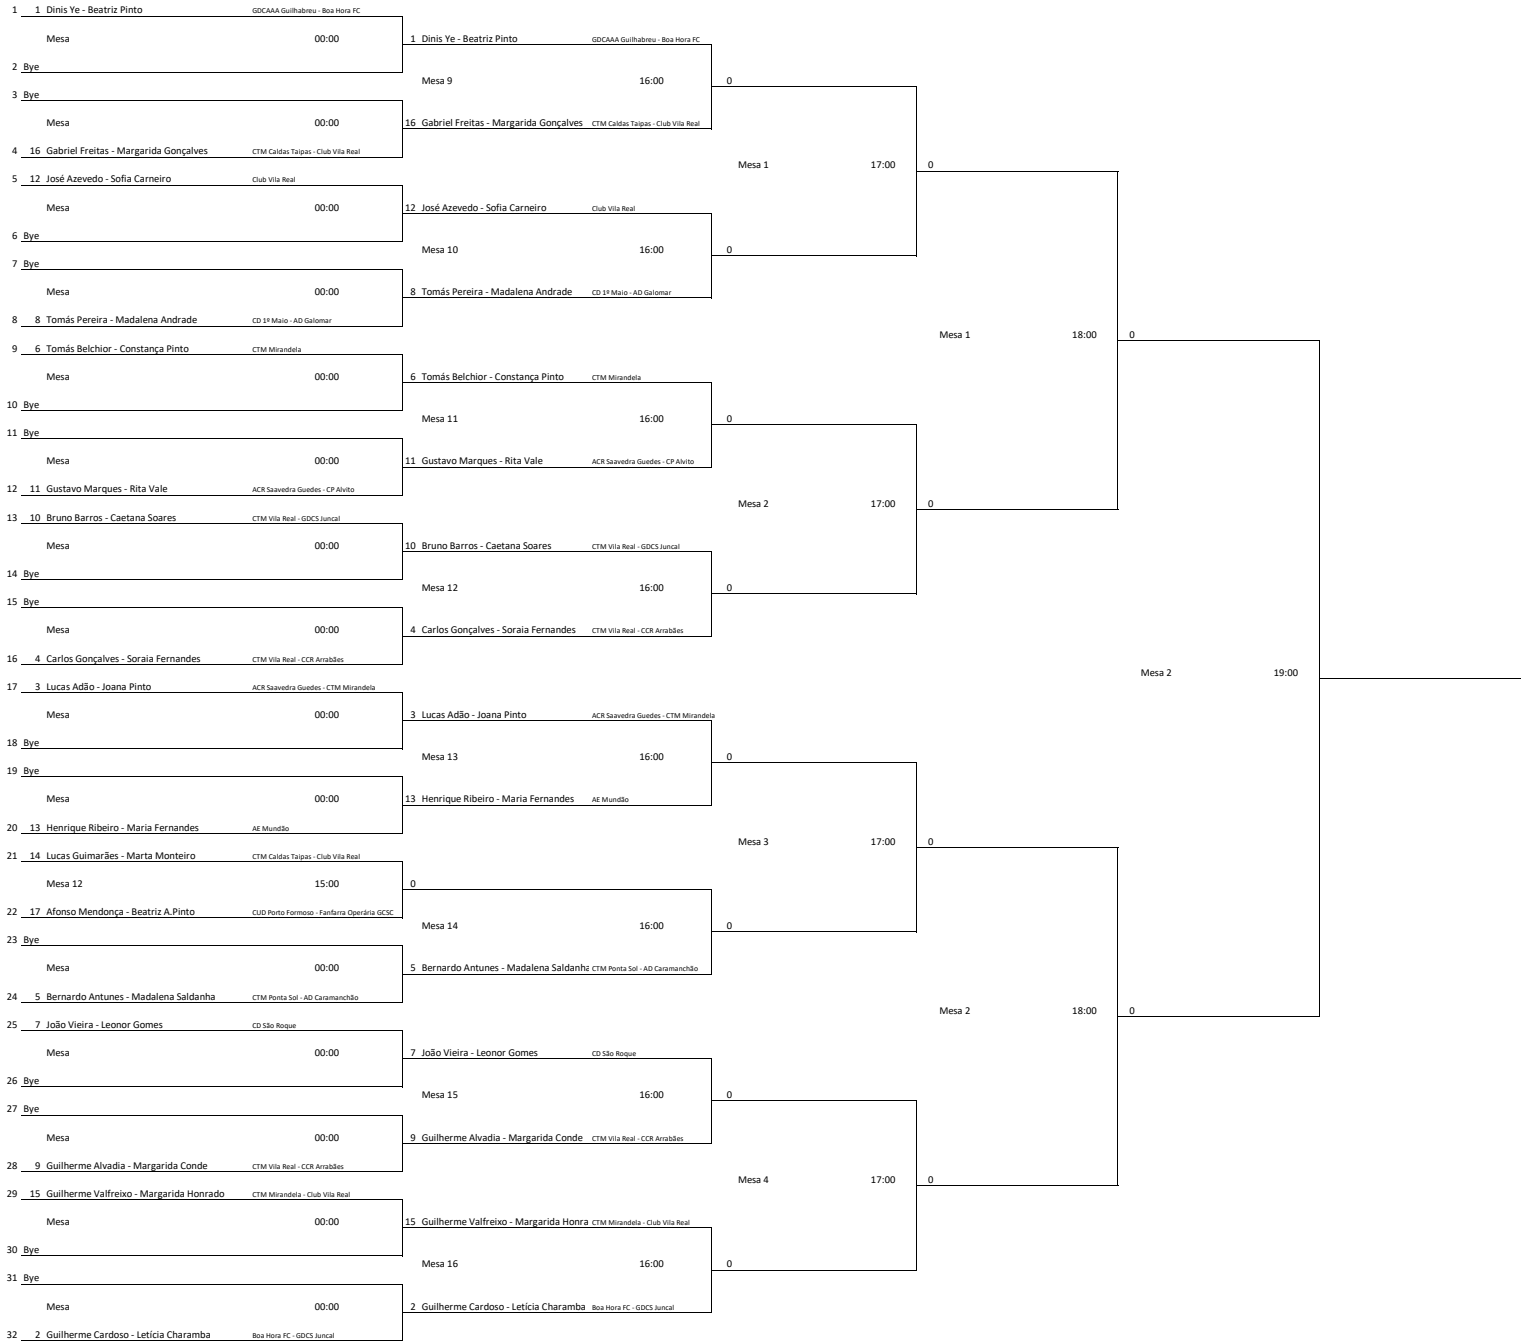 1 1 Dinis Ye - Beatriz Pinto GDCAAA Guilhabreu - Boa Hora FC
Mesa 00:00 1 Dinis Ye - Beatriz Pinto GDCAAA Guilhabreu - Boa Hora FC
2 Bye
Mesa 9 16:00 0
3 Bye
Mesa 00:00 16 Gabriel Freitas - Margarida Gonçalves CTM Caldas Taipas - Club Vila Real
4 16 Gabriel Freitas - Margarida Gonçalves CTM Caldas Taipas - Club Vila Real
Mesa 1 17:00 0
5 12 José Azevedo - Sofia Carneiro Club Vila Real
Mesa 00:00 12 José Azevedo - Sofia Carneiro Club Vila Real
6 Bye
Mesa 10 16:00 0
7 Bye
Mesa 00:00 8 Tomás Pereira - Madalena Andrade CD 1º Maio - AD Galomar
8 8 Tomás Pereira - Madalena Andrade CD 1º Maio - AD Galomar
Mesa 1 18:00 0
9 6 Tomás Belchior - Constança Pinto CTM Mirandela
Mesa 00:00 6 Tomás Belchior - Constança Pinto CTM Mirandela
10 Bye
Mesa 11 16:00 0
11 Bye
Mesa 00:00 11 Gustavo Marques - Rita Vale ACR Saavedra Guedes - CP Alvito
12 11 Gustavo Marques - Rita Vale ACR Saavedra Guedes - CP Alvito
Mesa 2 17:00 0
13 10 Bruno Barros - Caetana Soares CTM Vila Real - GDCS Juncal
Mesa 00:00 10 Bruno Barros - Caetana Soares CTM Vila Real - GDCS Juncal
14 Bye
Mesa 12 16:00 0
15 Bye
Mesa 00:00 4 Carlos Gonçalves - Soraia Fernandes CTM Vila Real - CCR Arrabães
16 4 Carlos Gonçalves - Soraia Fernandes CTM Vila Real - CCR Arrabães
Mesa 2 19:00
17 3 Lucas Adão - Joana Pinto ACR Saavedra Guedes - CTM Mirandela
Mesa 00:00 3 Lucas Adão - Joana Pinto ACR Saavedra Guedes - CTM Mirandela
18 Bye
Mesa 13 16:00 0
19 Bye
Mesa 00:00 13 Henrique Ribeiro - Maria Fernandes AE Mundão
20 13 Henrique Ribeiro - Maria Fernandes AE Mundão
Mesa 3 17:00 0
21 14 Lucas Guimarães - Marta Monteiro CTM Caldas Taipas - Club Vila Real
Mesa 12 15:00 0
22 17 Afonso Mendonça - Beatriz A.Pinto CUD Porto Formoso - Fanfarra Operária GCSC
Mesa 14 16:00 0
23 Bye
Mesa 00:00 5 Bernardo Antunes - Madalena Saldanha CTM Ponta Sol - AD Caramanchão
24 5 Bernardo Antunes - Madalena Saldanha CTM Ponta Sol - AD Caramanchão
Mesa 2 18:00 0
25 7 João Vieira - Leonor Gomes CD São Roque
Mesa 00:00 7 João Vieira - Leonor Gomes CD São Roque
26 Bye
Mesa 15 16:00 0
27 Bye
Mesa 00:00 9 Guilherme Alvadia - Margarida Conde CTM Vila Real - CCR Arrabães
28 9 Guilherme Alvadia - Margarida Conde CTM Vila Real - CCR Arrabães
Mesa 4 17:00 0
29 15 Guilherme Valfreixo - Margarida Honrado CTM Mirandela - Club Vila Real
Mesa 00:00 15 Guilherme Valfreixo - Margarida Honra CTM Mirandela - Club Vila Real
30 Bye
Mesa 16 16:00 0
31 Bye
Mesa 00:00 2 Guilherme Cardoso - Letícia Charamba Boa Hora FC - GDCS Juncal
32 2 Guilherme Cardoso - Letícia Charamba Boa Hora FC - GDCS Juncal